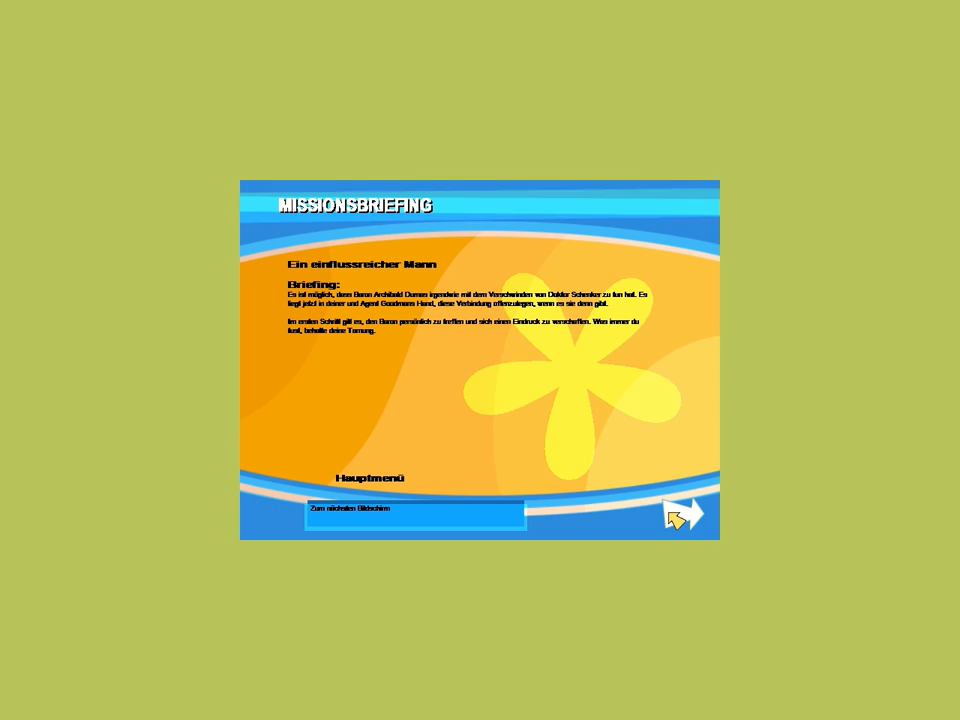 MISSIONSBRIEFING
Ein einflussreicher Mann
Briefing:
Es ist möglich, dass Baron Archibald Dumas irgendwie mit dem Verschwinden von Doktor Schenker zu tun hat. Es
liegt jetzt in deiner und Agent Goodmans Hand, diese Verbindung offenzulegen, wenn es sie denn gibt.
Im ersten Schritt gilt es, den Baron persönlich zu treffen und sich einen Eindruck zu verschaffen. Was immer du
tust, behalte deine Tarnung.
Hauptmenü
Zum nächsten Bildschirm